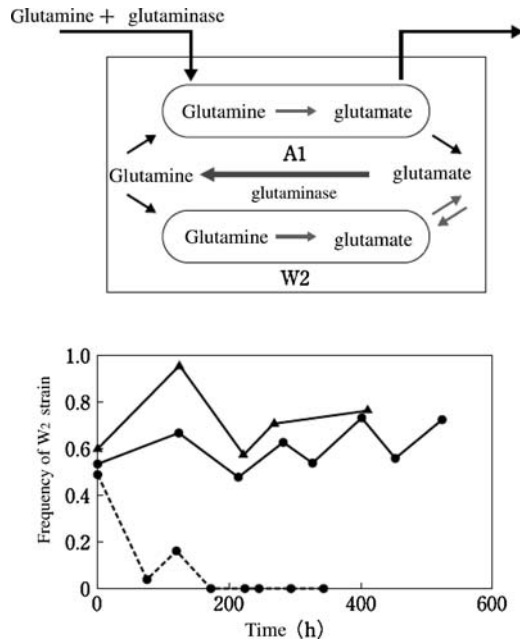 Glutamine + gluaminase
Glutamine glutamate
A1
Glutamine glutamate
glutaminase
Glutamine glutamate
W2
1.0
0.8
0.6
0.4
0.2
0
Frequency of W2 strain
0 200 400 600
Time (h)